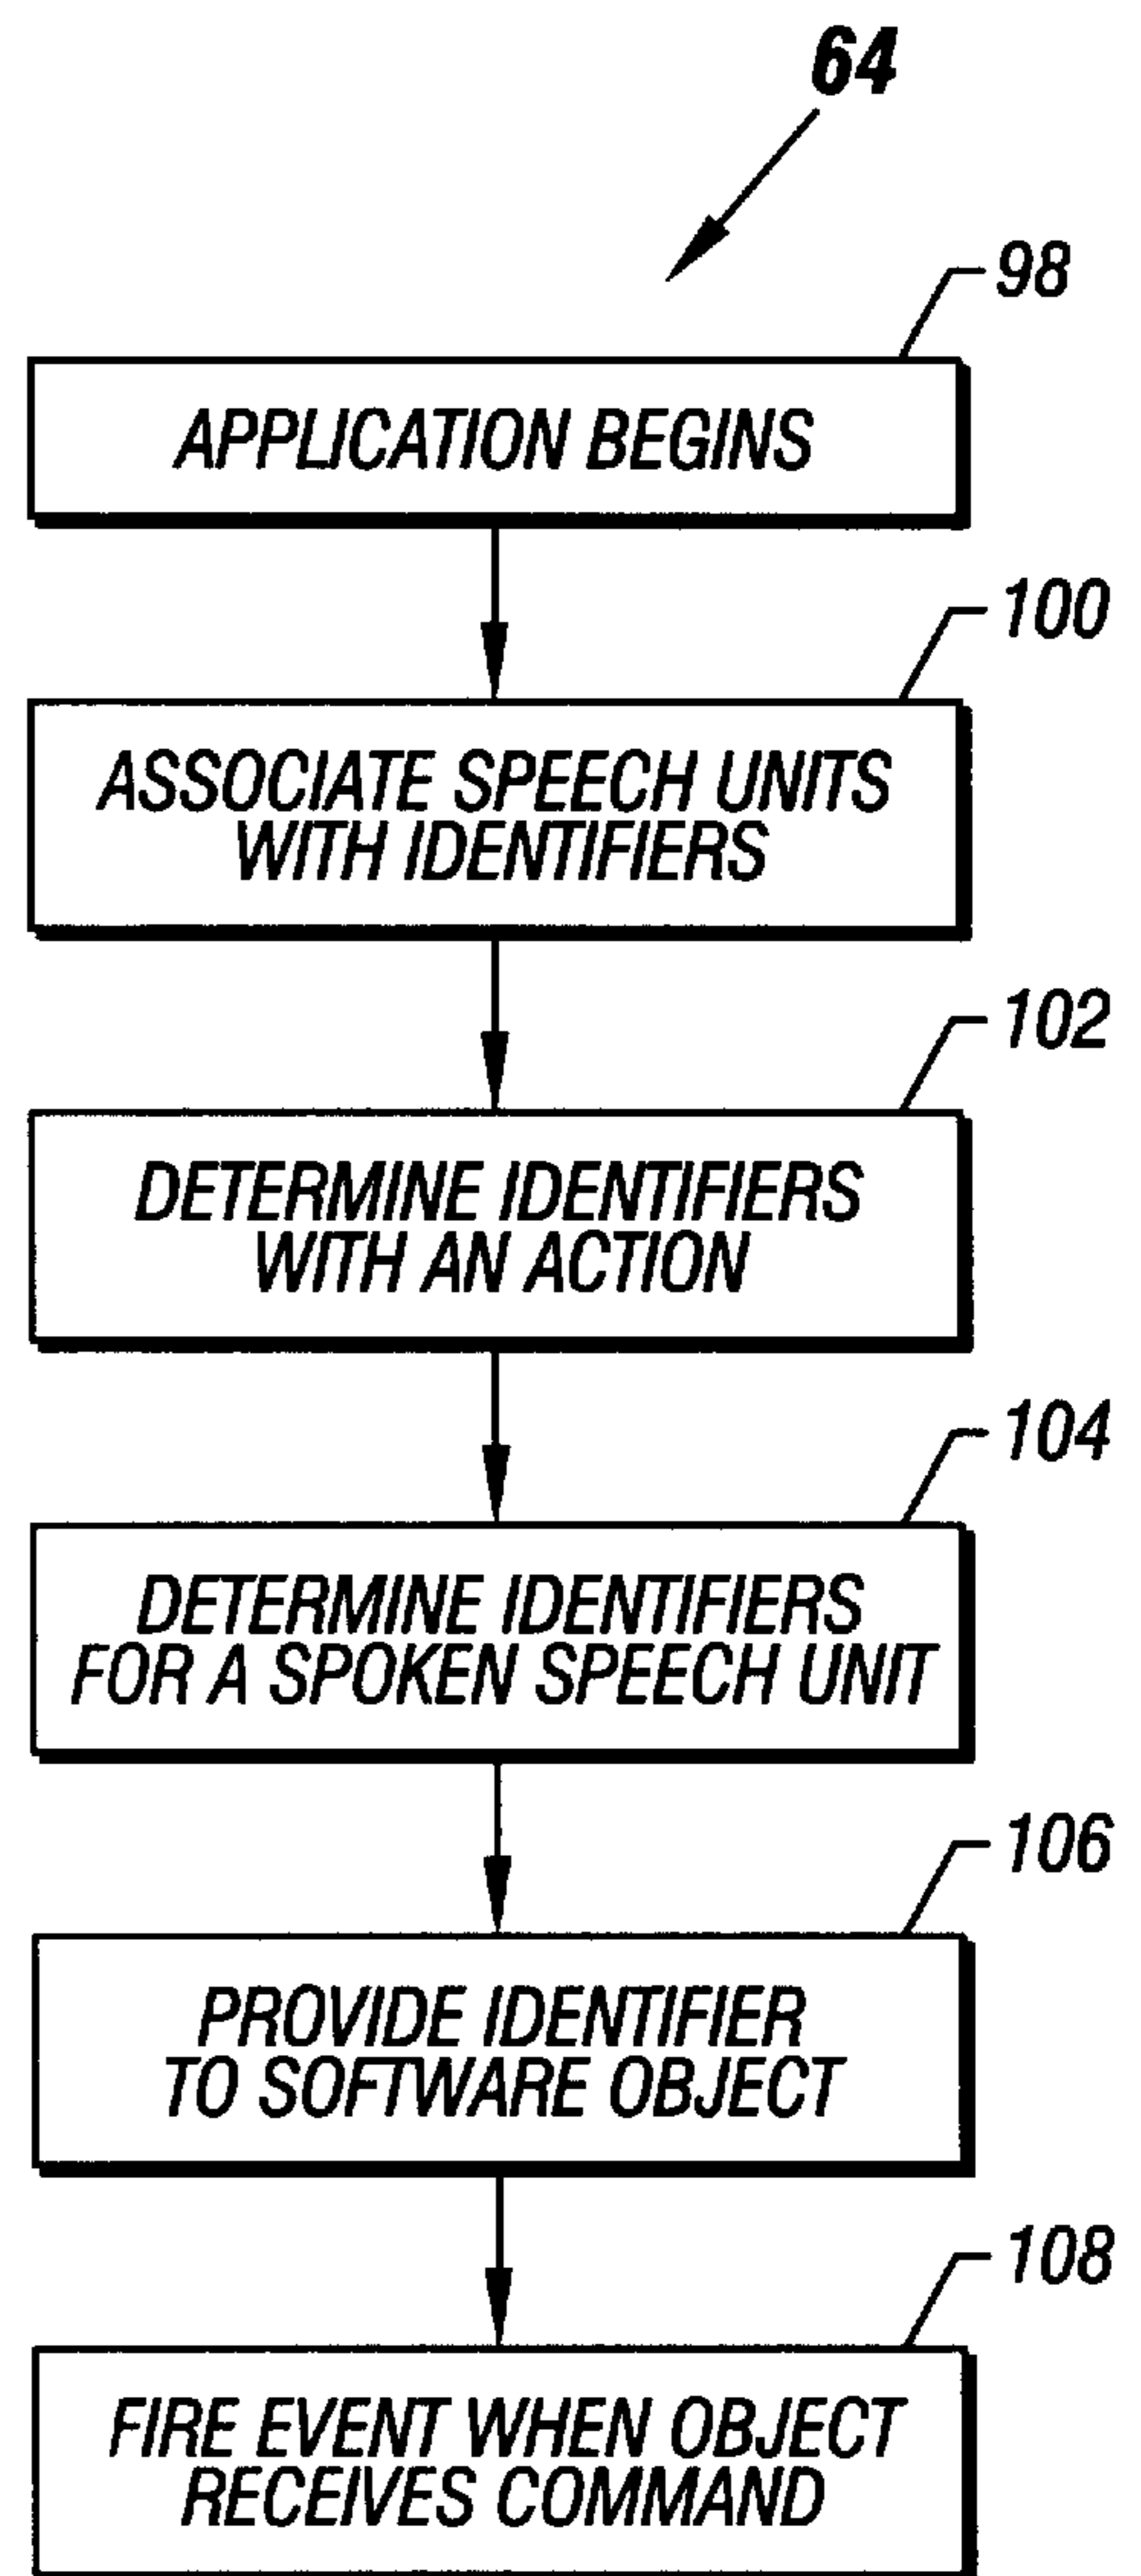 64
98
APPLICATION BEGINS
100
ASSOCIATE SPEECH UNITS
WITH IDENTIFIERS
102
DETERMINE IDENTIFIERS
WITH AN ACTION
104
DETERMINE IDENTIFIERS
FOR A SPOKEN SPEECH UNIT
106
PROVIDE IDENTIFIER
TO SOFTWARE OBJECT
108
FIRE EVENT WHEN OBJECT
RECEIVES COMMAND